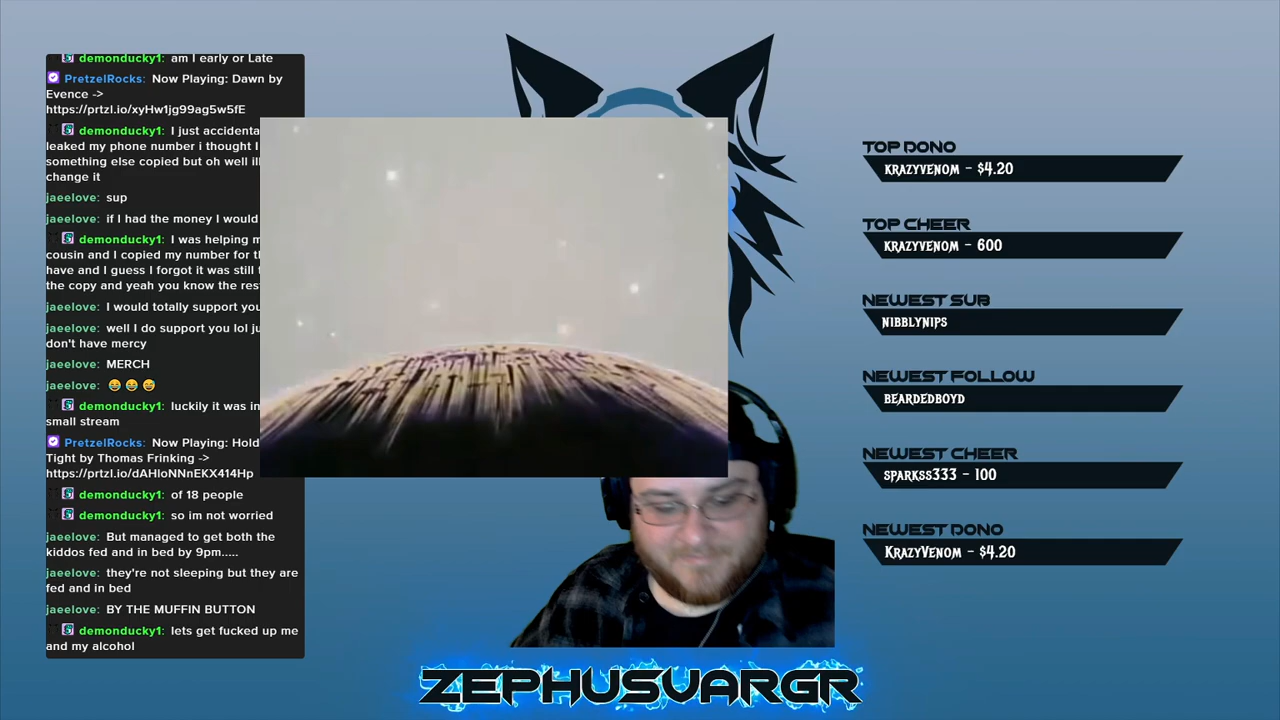 demonducky1: am I early or Late
PretzelRocks: Now Playing: Dawn by
Evence ->
https://prtzl.io/xyHw1jg99ag5w5fE
demonducky1: I just accidenta
leaked my phone number i thought I
something else copied but oh well ill
change it
jaeelove: sup
jaeelove: if I had the money I would
demonducky1: I was helping m
cousin and I copied my number for th
have and I guess I forgot it was still
the copy and yeah you know the res
jaeelove: I would totally support you
jaeelove: well I do support you lol ju
don't have mercy
jaeelove: MERCH
jaeelove: 😂 😂 😅
demonducky1: luckily it was in
small stream
PretzelRocks: Now Playing: Hold
Tight by Thomas Frinking ->
https://prtzl.io/dAHloNNnEKX414Hp
demonducky1: of 18 people
demonducky1: so im not worried
jaeelove: But managed to get both the
kiddos fed and in bed by 9pm.....
jaeelove: they're not sleeping but they are
fed and in bed
jaeelove: BY THE MUFFIN BUTTON
demonducky1: lets get fucked up me
and my alcohol
TOP DONO
KRAZYVENOM - $4.20
TOP CHEER
KRAZYVENOM - 600
NEWEST SUB
NIBBLYNIPS
NEWEST FOLLOW
BEARDEDBOYD
NEWEST CHEER
SPARKSS333 - 100
NEWEST DONO
KRAZYVENOM - $4.20
ZEPHUSVARGR